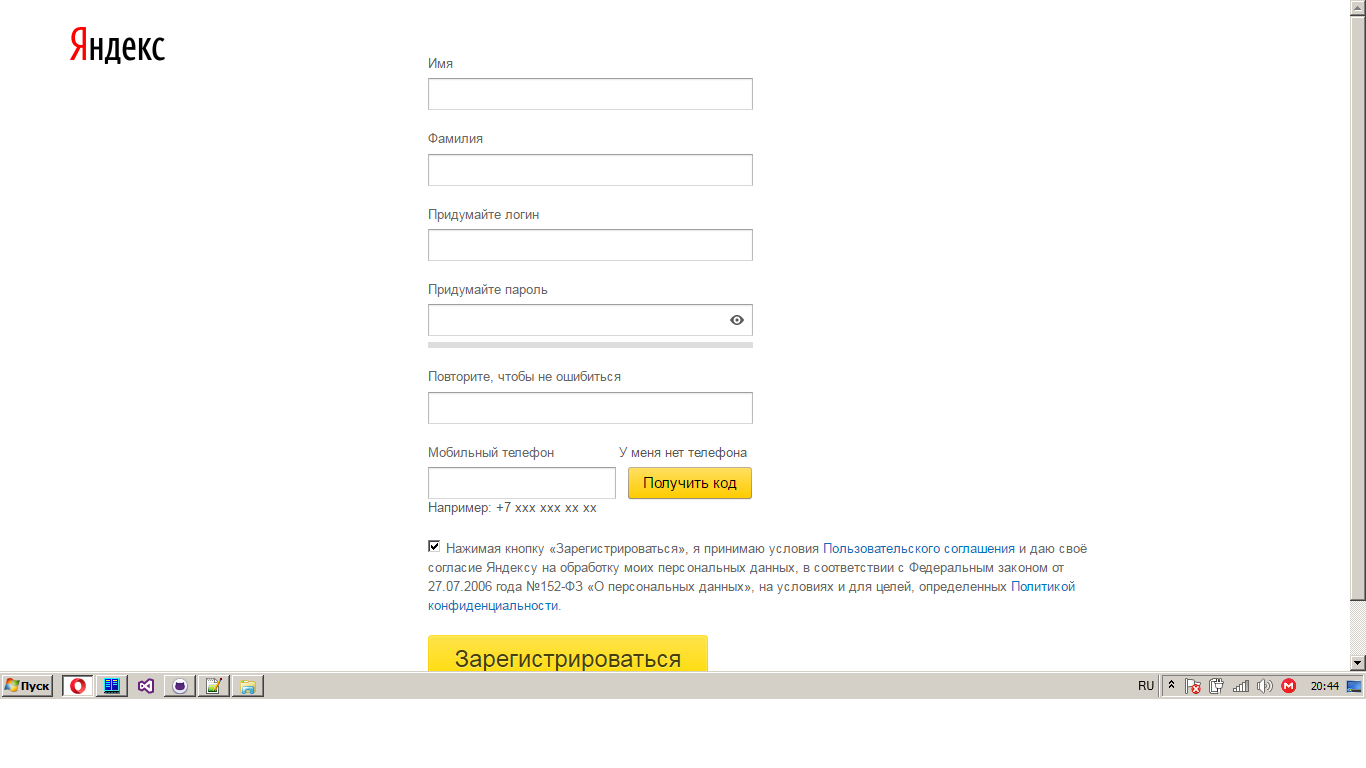 Яндекс
Имя
Фамилия
Придумайте логин
Придумайте пароль
Повторите, чтобы не ошибиться
Мобильный телефон У меня нет телефона
Получить код
Например: +7 xxx xxx xx xx
Нажимая кнопку «Зарегистрироваться», я принимаю условия Пользовательского соглашения и даю своё
согласие Яндексу на обработку моих персональных данных, в соответствии с Федеральным законом от
27.07.2006 года №152-ФЗ «О персональных данных», на условиях и для целей, определенных Политикой
конфиденциальности.
Зарегистрироваться
Пуск RU 20:44